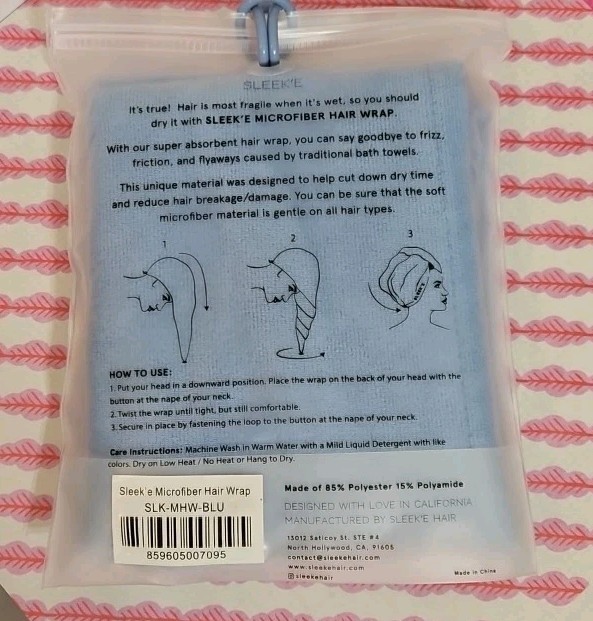 SLEEK'E
It's true! Hair is most fragile when it's wet, so you should
dry it with SLEEK'E MICROFIBER HAIR WRAP.
With our super absorbent hair wrap, you can say goodbye to frizz,
friction, and flyaways caused by traditional bath towels.
This unique material was designed to help cut down dry time
and reduce hair breakage/damage. You can be sure that the soft
microfiber material is gentle on all hair types.
1 2 3
HOW TO USE:
1. Put your head in a downward position. Place the wrap on the back of your head with the
button at the nape of your neck.
2. Twist the wrap until tight, but still comfortable.
3. Secure in place by fastening the loop to the button at the nape of your neck.
Care Instructions: Machine Wash in Warm Water with a Mild Liquid Detergent with like
colors. Dry on Low Heat / No Heat or Hang to Dry.
Sleek'e Microfiber Hair Wrap
SLK-MHW-BLU
859605007095
Made of 85% Polyester 15% Polyamide
DESIGNED WITH LOVE IN CALIFORNIA
MANUFACTURED BY SLEEK'E HAIR
13012 Saticoy St. STE #4
North Hollywood, CA, 91605
contact@sleekehair.com
www.sleekehair.com
sleekehair
Made in China